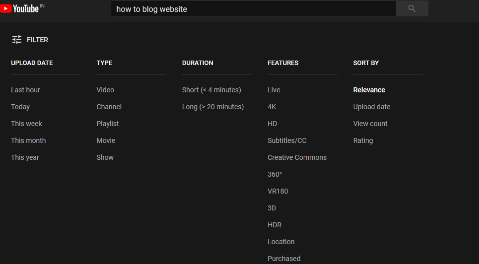 YouTube IN
how to blog website
FILTER
UPLOAD DATE
Last hour
Today
This week
This month
This year
TYPE
Video
Channel
Playlist
Movie
Show
DURATION
Short (< 4 minutes)
Long (> 20 minutes)
FEATURES
Live
4K
HD
Subtitles/CC
Creative Commons
360°
VR180
3D
HDR
Location
Purchased
SORT BY
Relevance
Upload date
View count
Rating